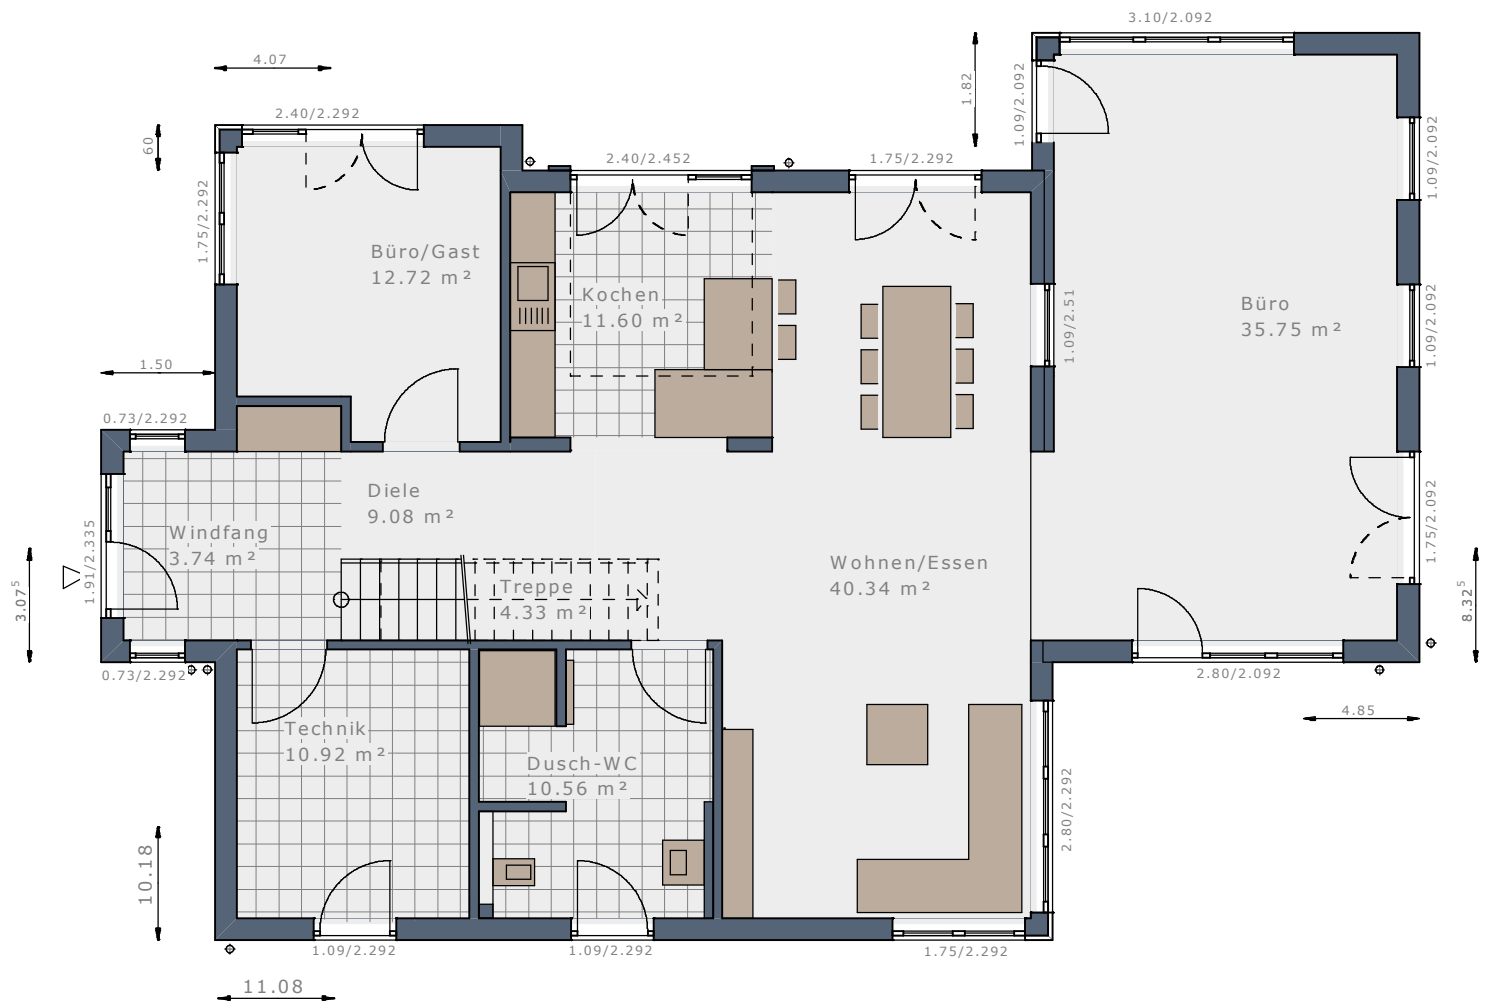 3.10/2.092
4.07
2.40/2.292
60
1.82
1.09/2.092
2.40/2.452
1.75/2.292
1.09/2.092
1.75/2.292
Büro/Gast
12.72 m²
Kochen
11.60 m²
1.09/2.51
Büro
35.75 m²
1.09/2.092
1.50
0.73/2.292
Diele
9.08 m²
Windfang
3.74 m²
1.91/2.335
3.07⁵
Treppe
4.33 m²
Wohnen/Essen
40.34 m²
1.75/2.092
8.32⁵
0.73/2.292
2.80/2.092
4.85
Technik
10.92 m²
Dusch-WC
10.56 m²
2.80/2.292
10.18
1.09/2.292
1.09/2.292
1.75/2.292
11.08